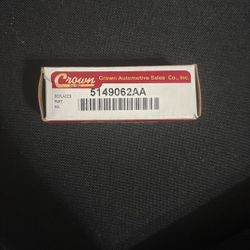 Crown
Crown Automotive Sales Co., Inc.
REPLACES
PART
NO.
5149062AA